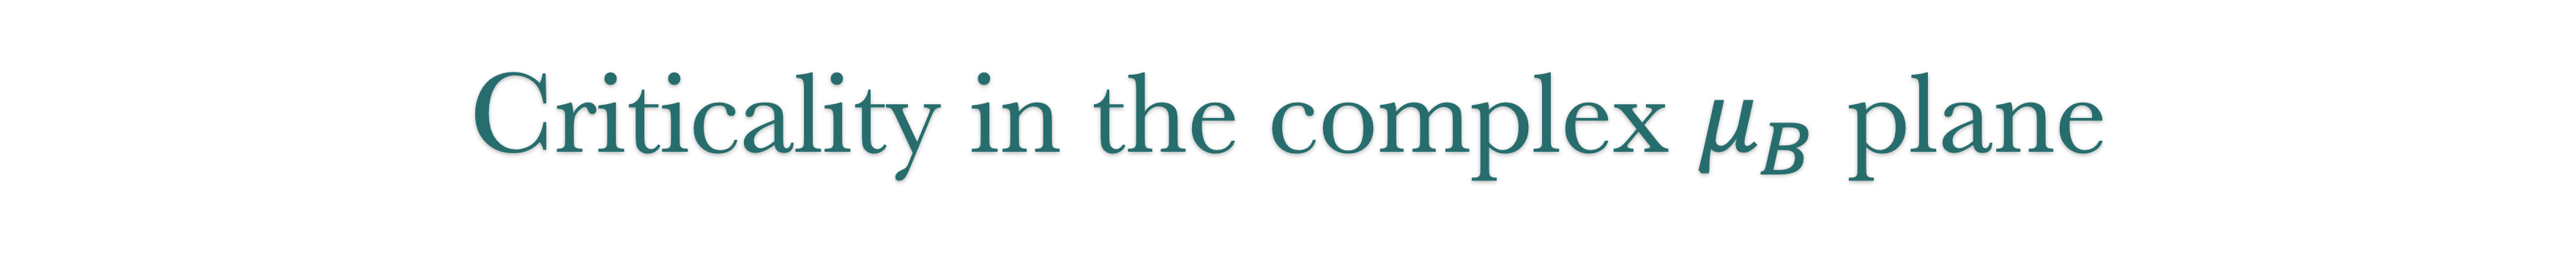 Criticality in the complex μ_B plane